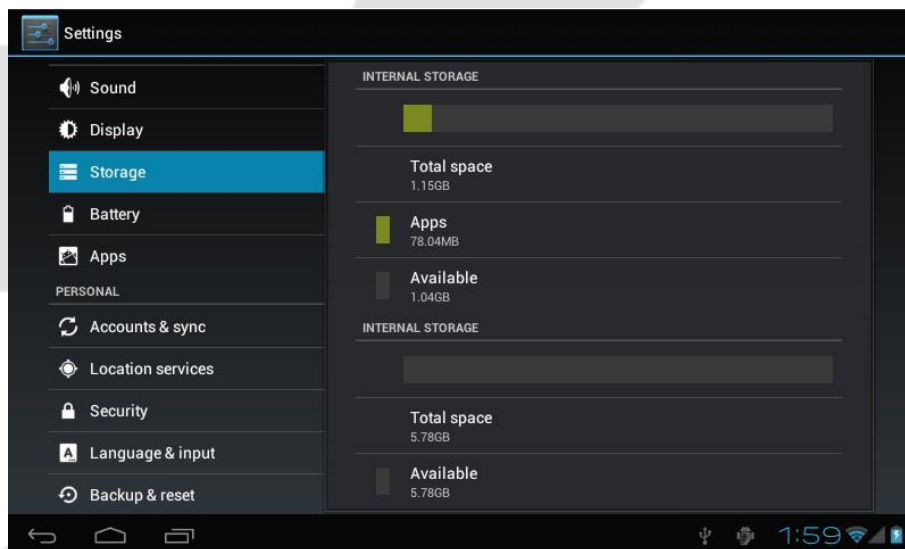 Settings
Sound
Display
Storage
Battery
Apps
PERSONAL
Accounts & sync
Location services
Security
Language & input
Backup & reset
INTERNAL STORAGE
Total space
1.15GB
Apps
78.04MB
Available
1.04GB
INTERNAL STORAGE
Total space
5.78GB
Available
5.78GB
1:59